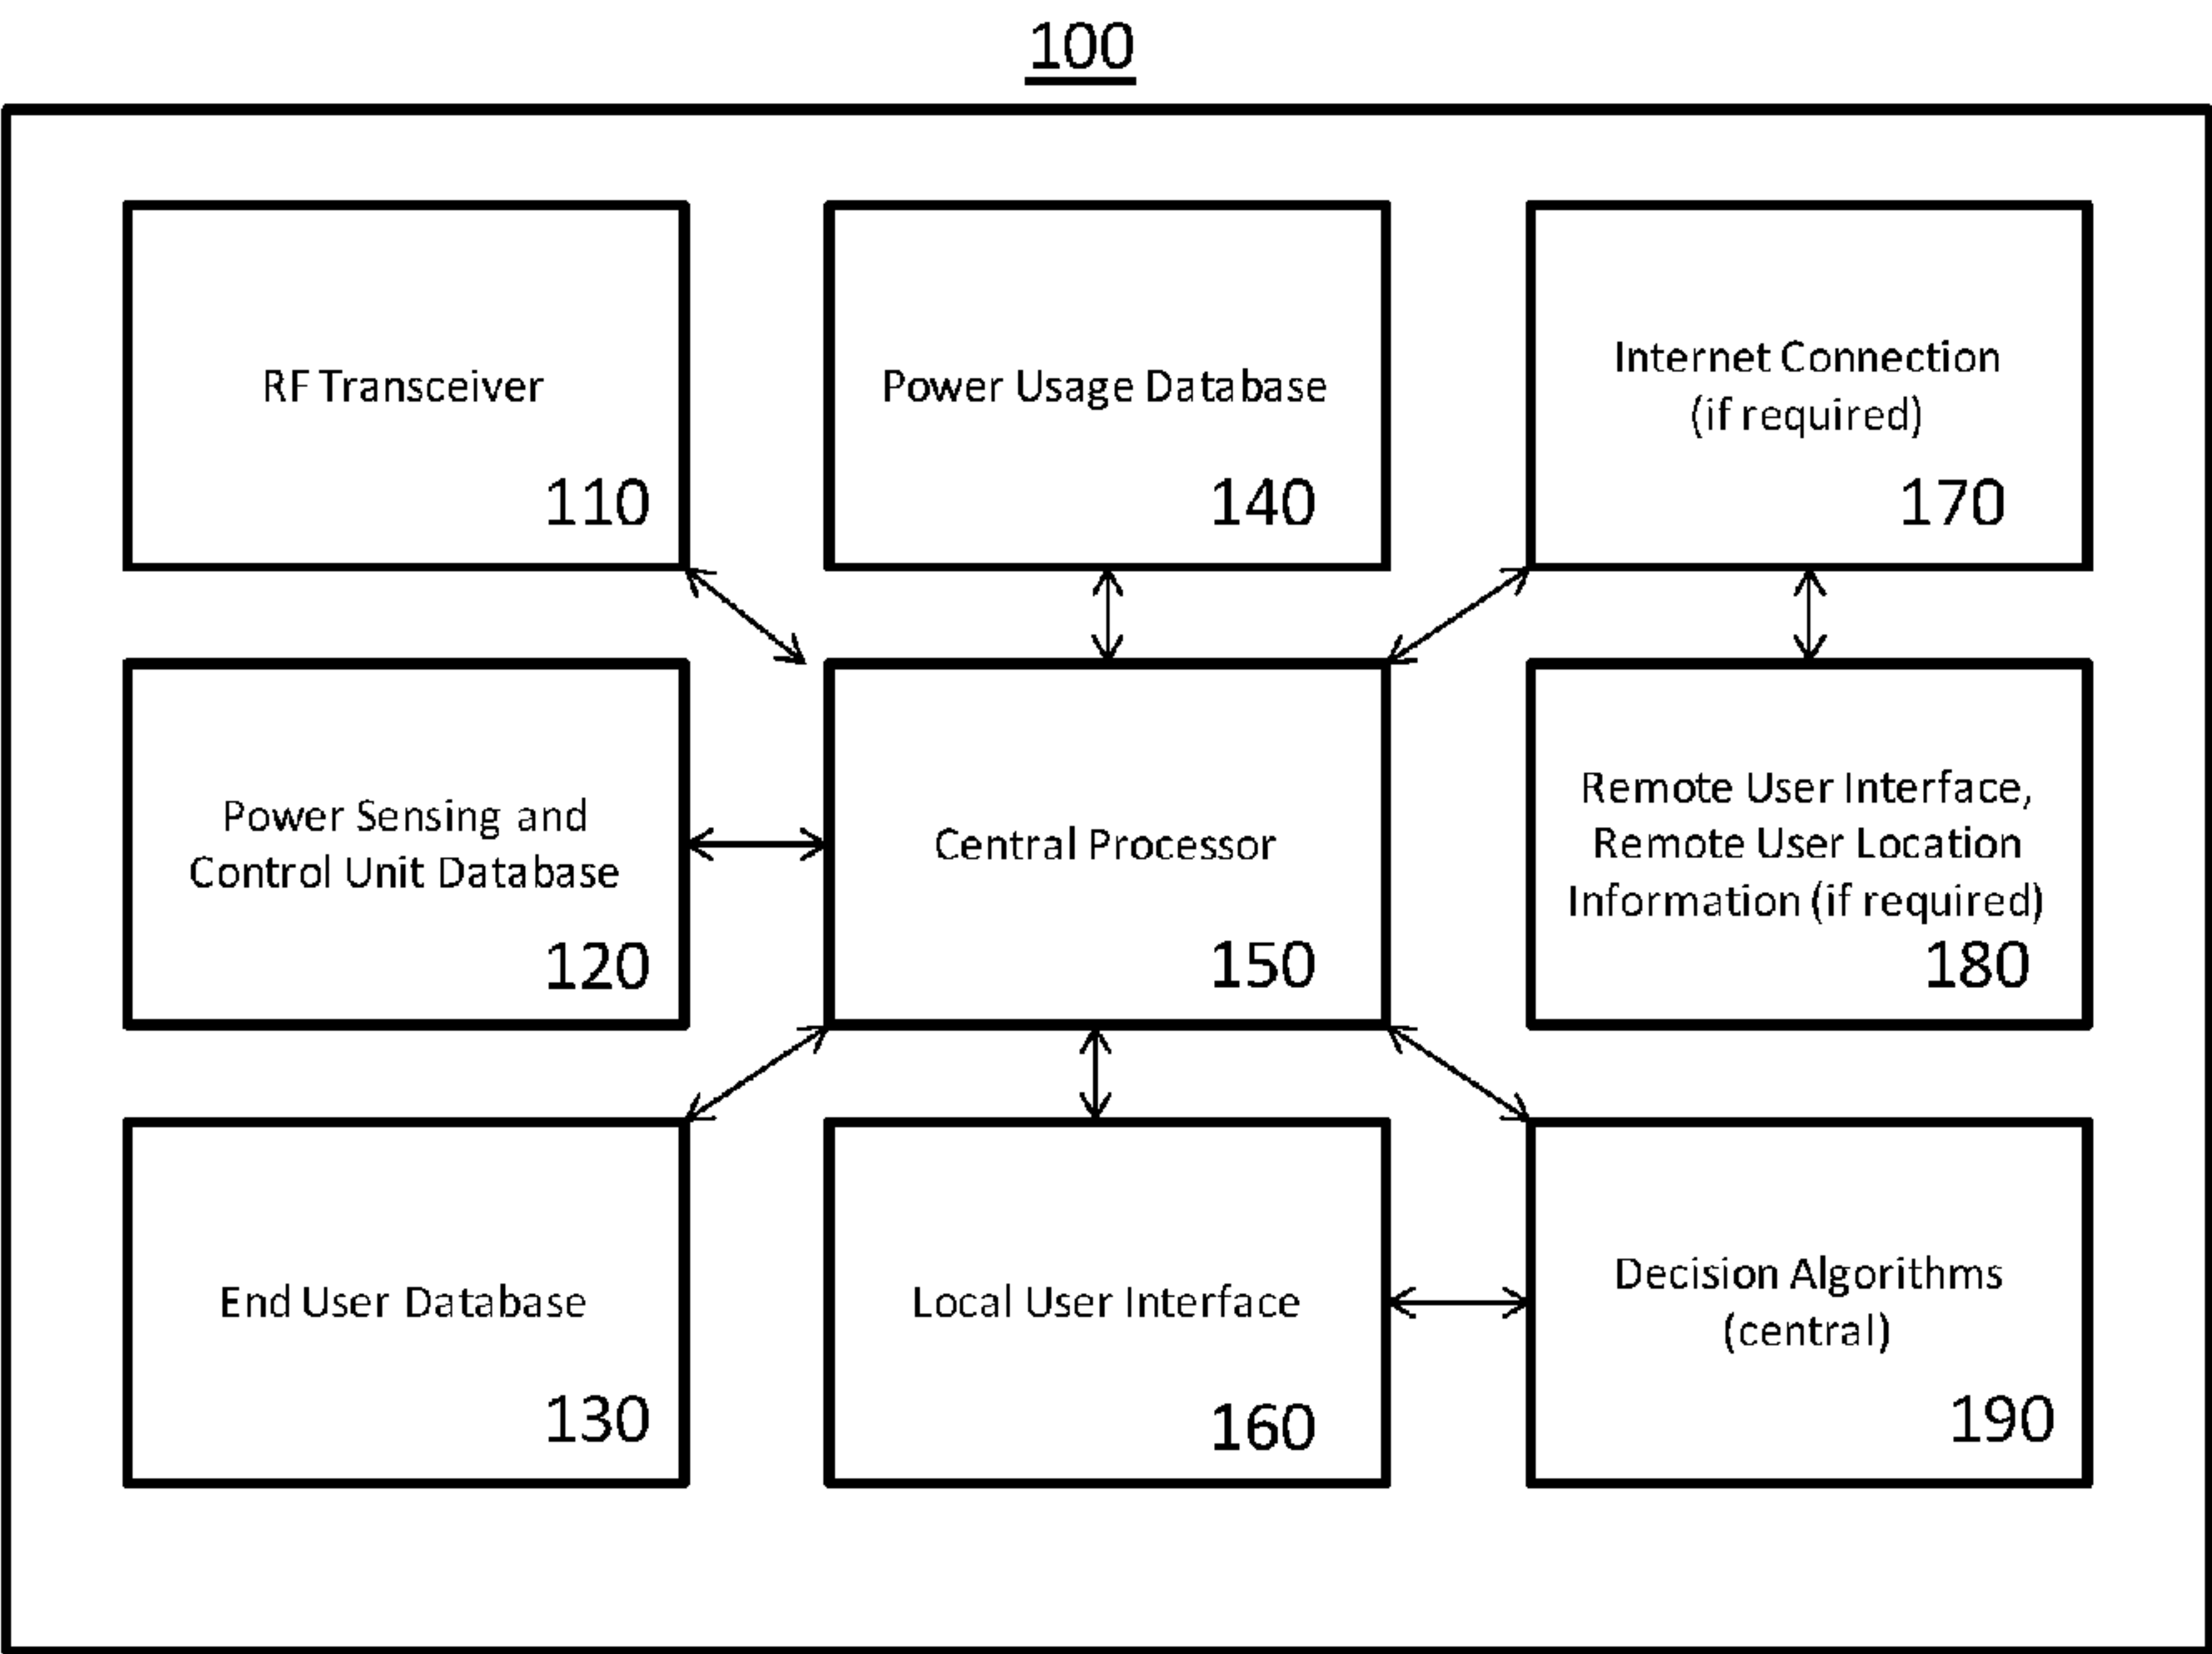 100
RF Transceiver
110
Power Usage Database
140
Internet Connection
(if required)
170
Power Sensing and
Control Unit Database
120
Central Processor
150
Remote User Interface,
Remote User Location
Information (if required)
180
End User Database
130
Local User Interface
160
Decision Algorithms
(central)
190